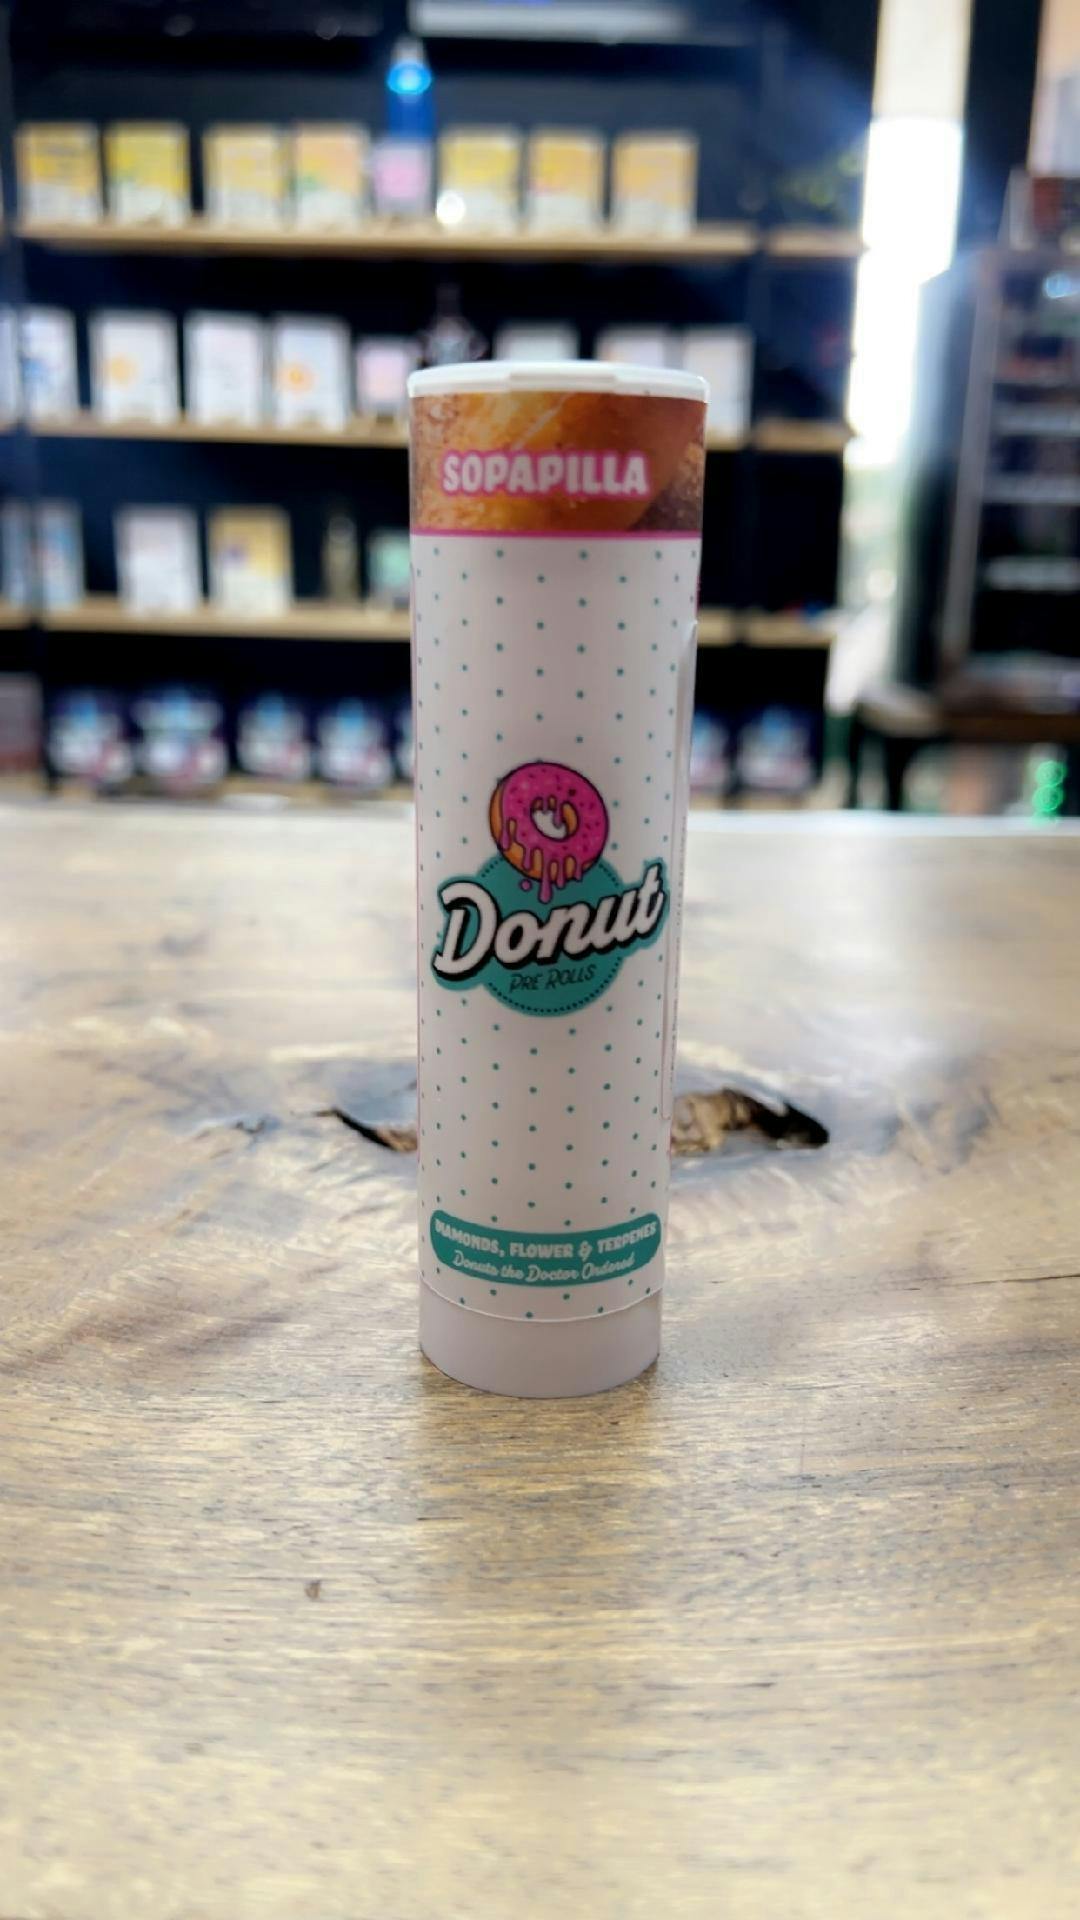 SOPAPILLA
Donut
PRE ROLLS
DIAMONDS, FLOWER & TERPENES
Donuts the Doctor Ordered